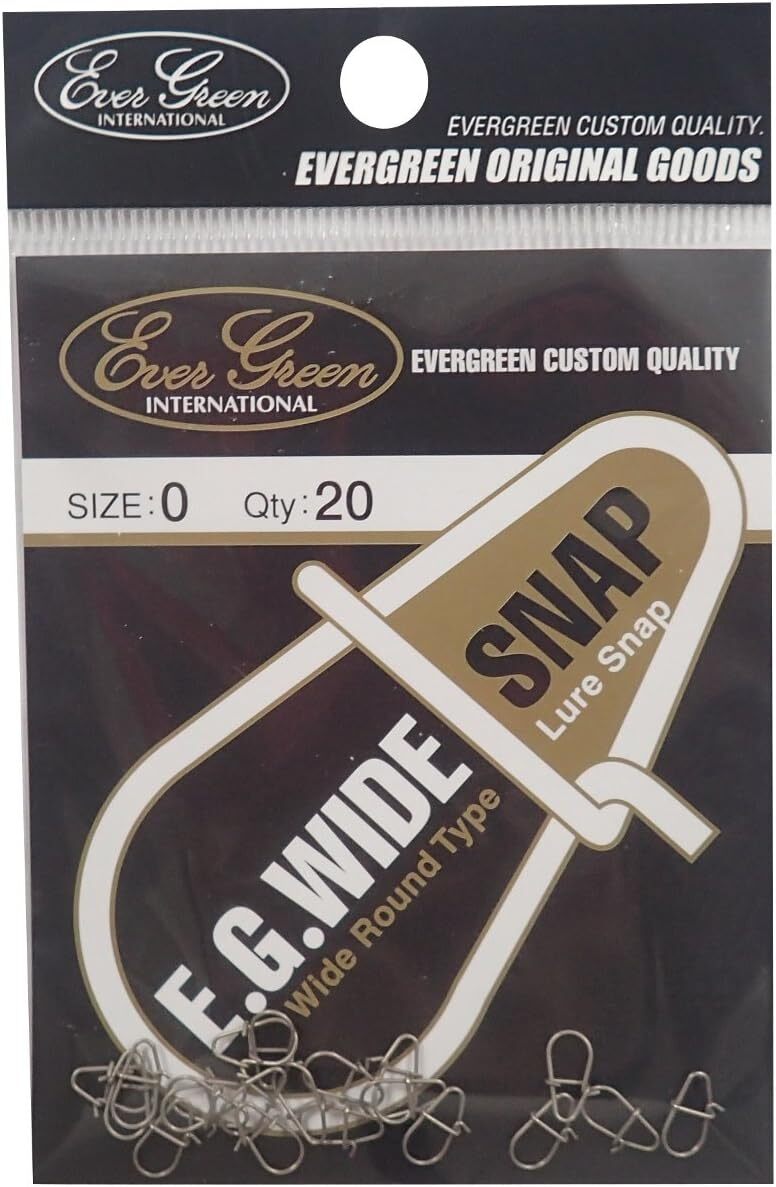 Ever Green
INTERNATIONAL
EVERGREEN CUSTOM QUALITY.
EVERGREEN ORIGINAL GOODS
Ever Green
INTERNATIONAL
EVERGREEN CUSTOM QUALITY
SIZE:0 Qty:20
SNAP
Lure Snap
E.G.WIDE
Wide Round Type